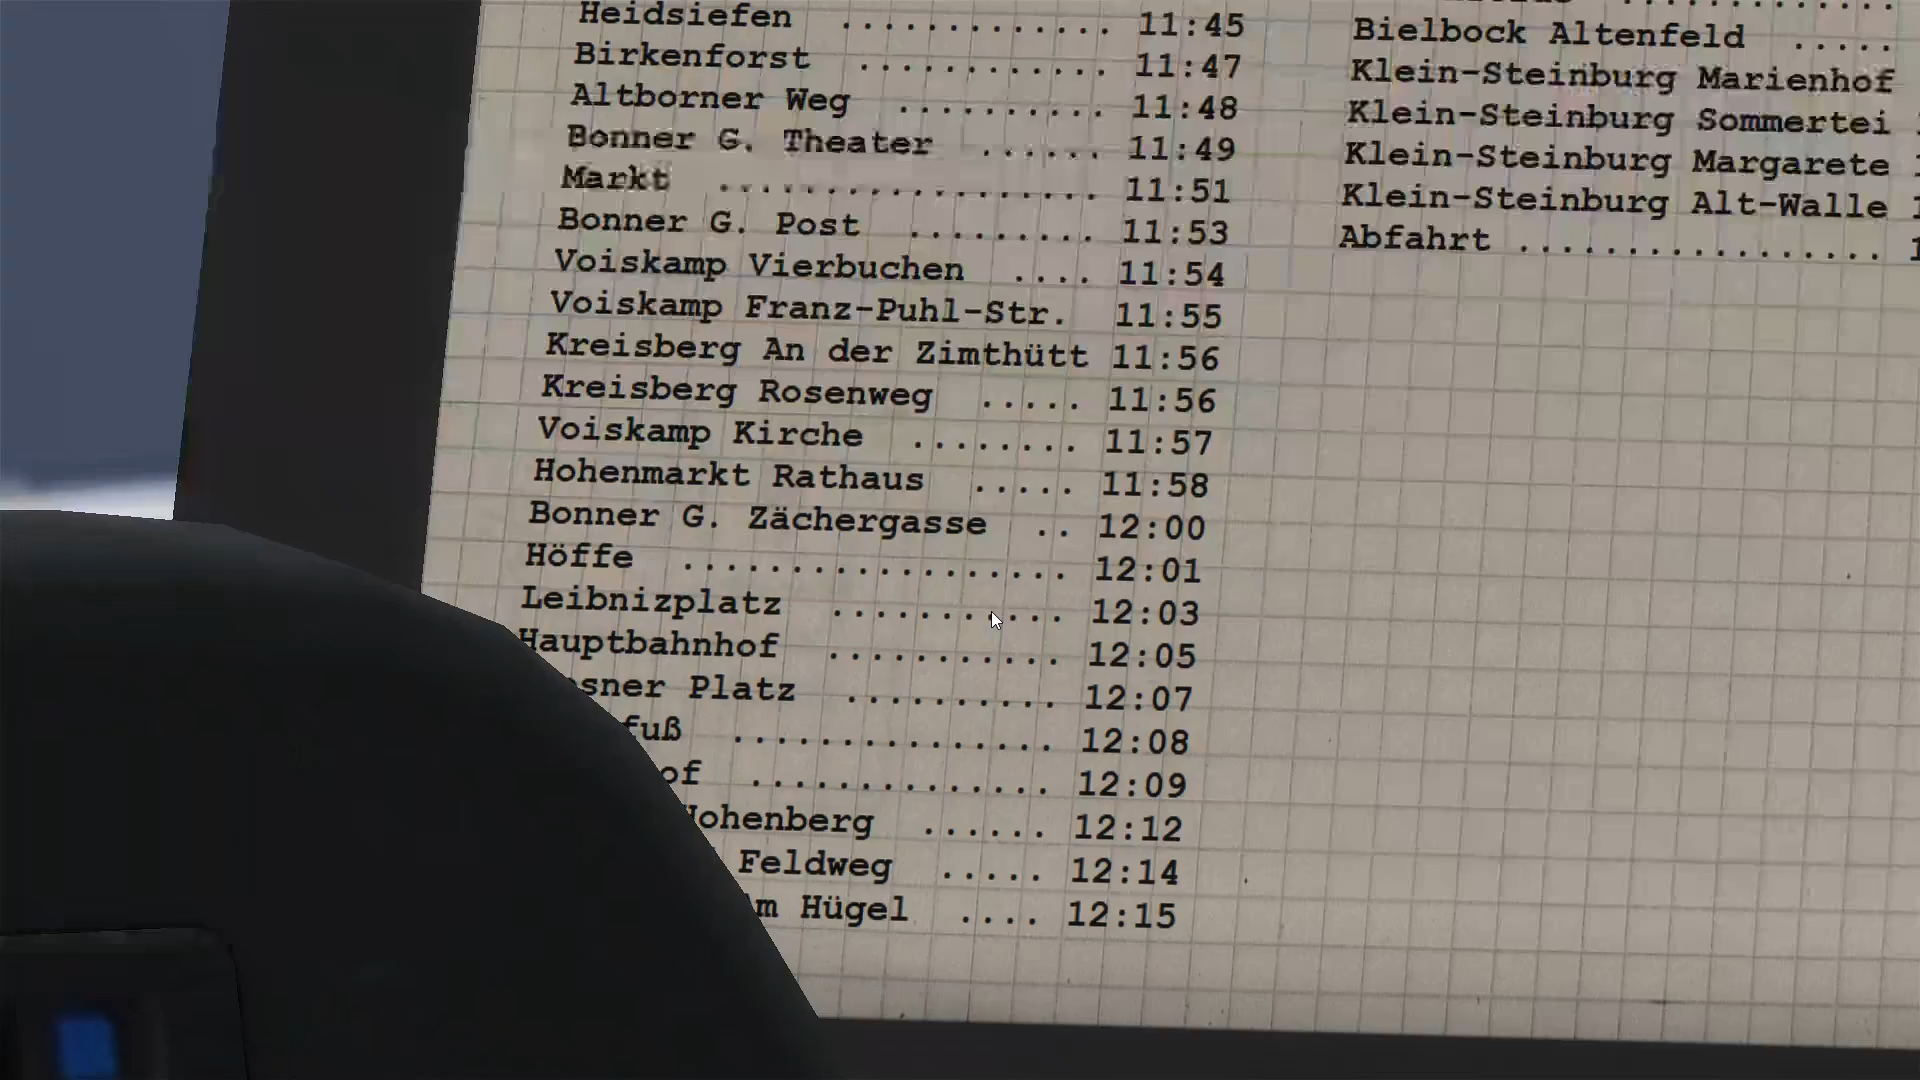 Heidsiefen ............ 11:45
Birkenforst ............ 11:47
Altborner Weg .......... 11:48
Bonner G. Theater ...... 11:49
Markt .................. 11:51
Bonner G. Post ......... 11:53
Voiskamp Vierbuchen .... 11:54
Voiskamp Franz-Puhl-Str. 11:55
Kreisberg An der Zimthütt 11:56
Kreisberg Rosenweg ..... 11:56
Voiskamp Kirche ........ 11:57
Hohenmarkt Rathaus ..... 11:58
Bonner G. Zächergasse .. 12:00
Höffe .................. 12:01
Leibnizplatz ........... 12:03
Hauptbahnhof ........... 12:05
Platz .......... 12:07
12:08
12:09
12:12
Feldweg ..... 12:14
Hügel .... 12:15
Bielbock Altenfeld .....
Klein-Steinburg Marienhof
Klein-Steinburg Sommertei
Klein-Steinburg Margarete
Klein-Steinburg Alt-Walle
Abfahrt ....................